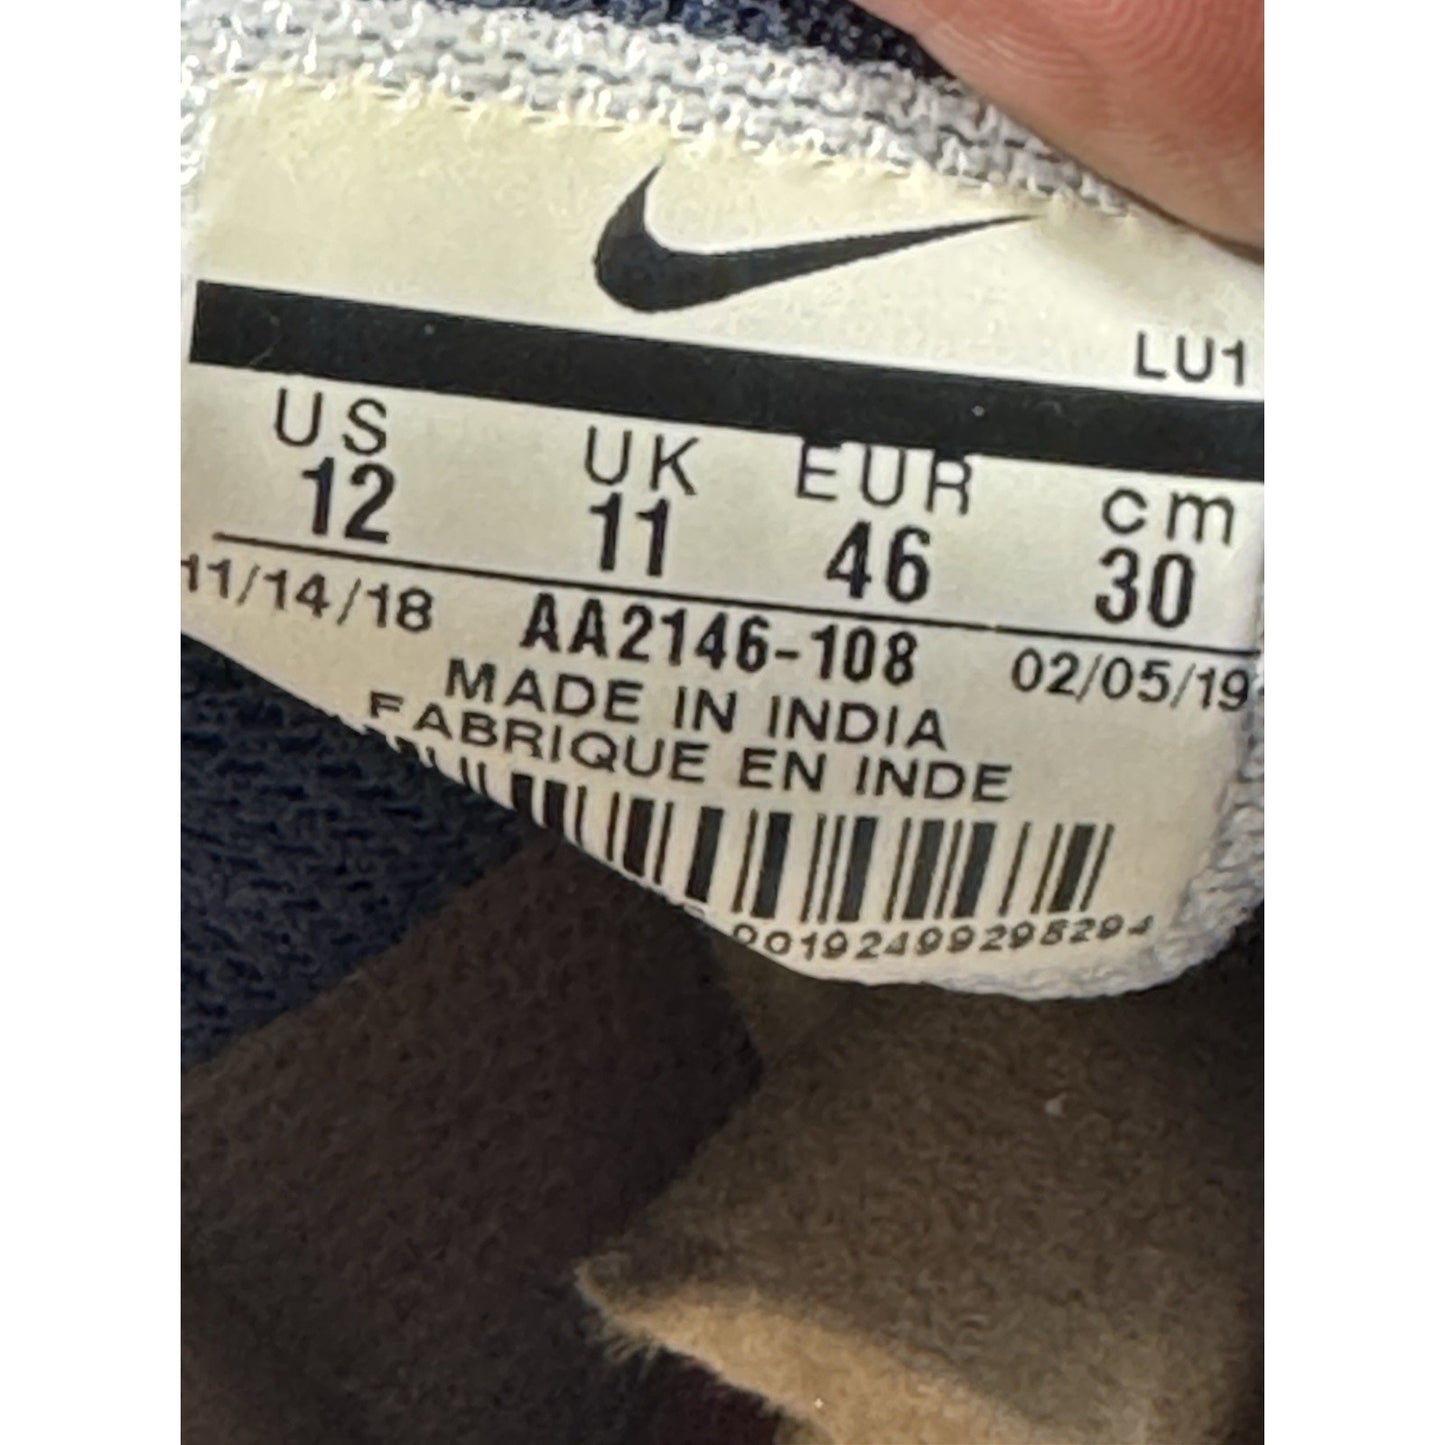 LU1
US UK EUR cm
12 11 46 30
11/14/18 AA2146-108 02/05/19
MADE IN INDIA
FABRIQUE EN INDE
00192499298294